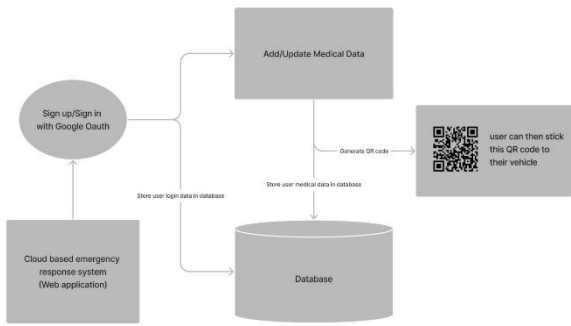 Add/Update Medical Data
Sign up/Sign in
with Google Oauth
Generate QR code
user can then stick
this QR code to
their vehicle
Store user login data in database
Store user medical data in database
Cloud based emergency
response system
(Web application)
Database